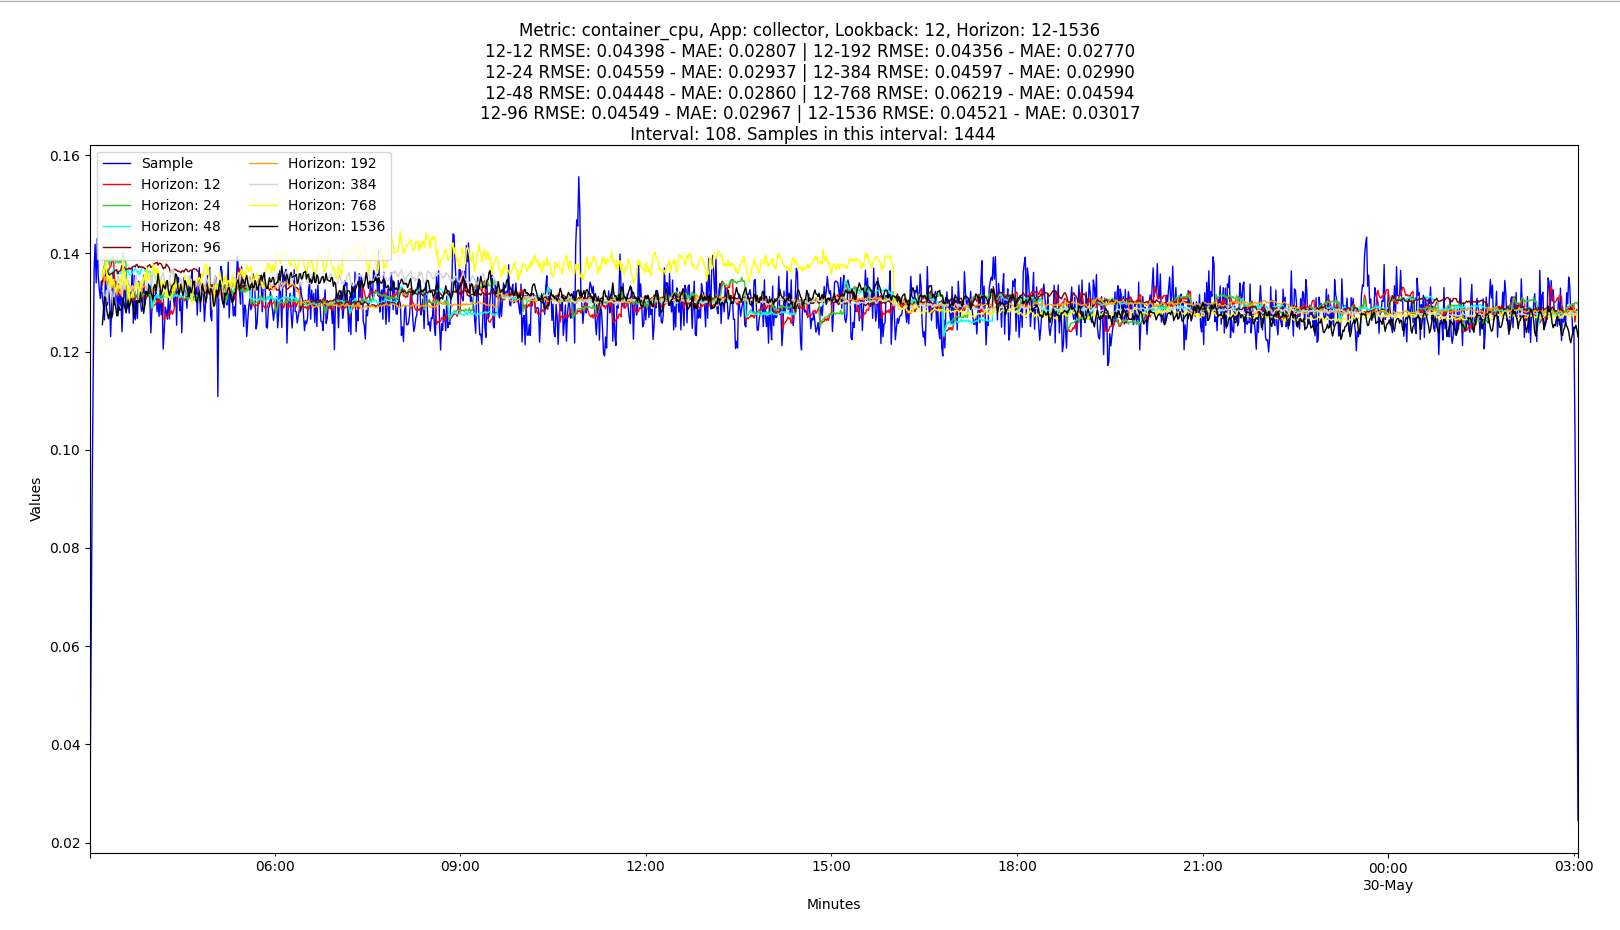 Metric: container_cpu, App: collector, Lookback: 12, Horizon: 12-1536
12-12 RMSE: 0.04398 - MAE: 0.02807 | 12-192 RMSE: 0.04356 - MAE: 0.02770
12-24 RMSE: 0.04559 - MAE: 0.02937 | 12-384 RMSE: 0.04597 - MAE: 0.02990
12-48 RMSE: 0.04448 - MAE: 0.02860 | 12-768 RMSE: 0.06219 - MAE: 0.04594
12-96 RMSE: 0.04549 - MAE: 0.02967 | 12-1536 RMSE: 0.04521 - MAE: 0.03017
Interval: 108. Samples in this interval: 1444
Sample
Horizon: 12
Horizon: 24
Horizon: 48
Horizon: 96
Horizon: 192
Horizon: 384
Horizon: 768
Horizon: 1536
0.16
0.14
0.12
0.10
0.08
0.06
0.04
0.02
Values
06:00
09:00
12:00
15:00
18:00
21:00
00:00
30-May
03:00
Minutes